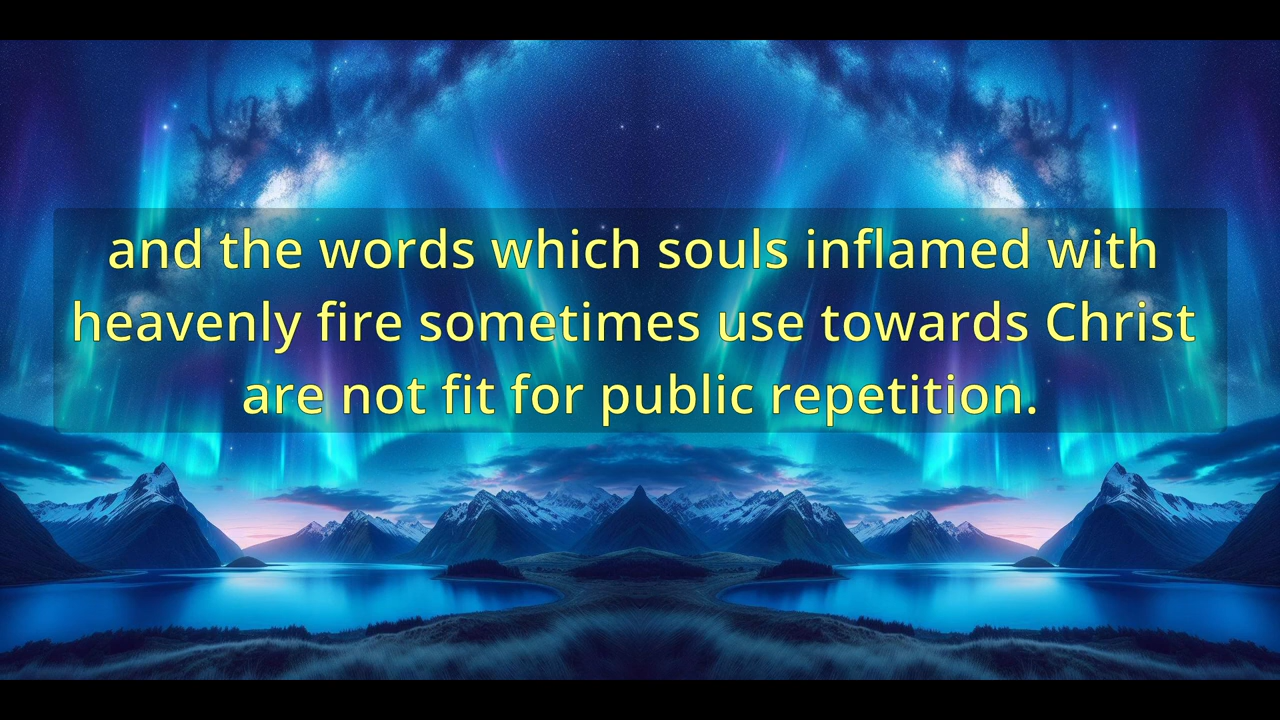 and the words which souls inflamed with
heavenly fire sometimes use towards Christ
are not fit for public repetition.